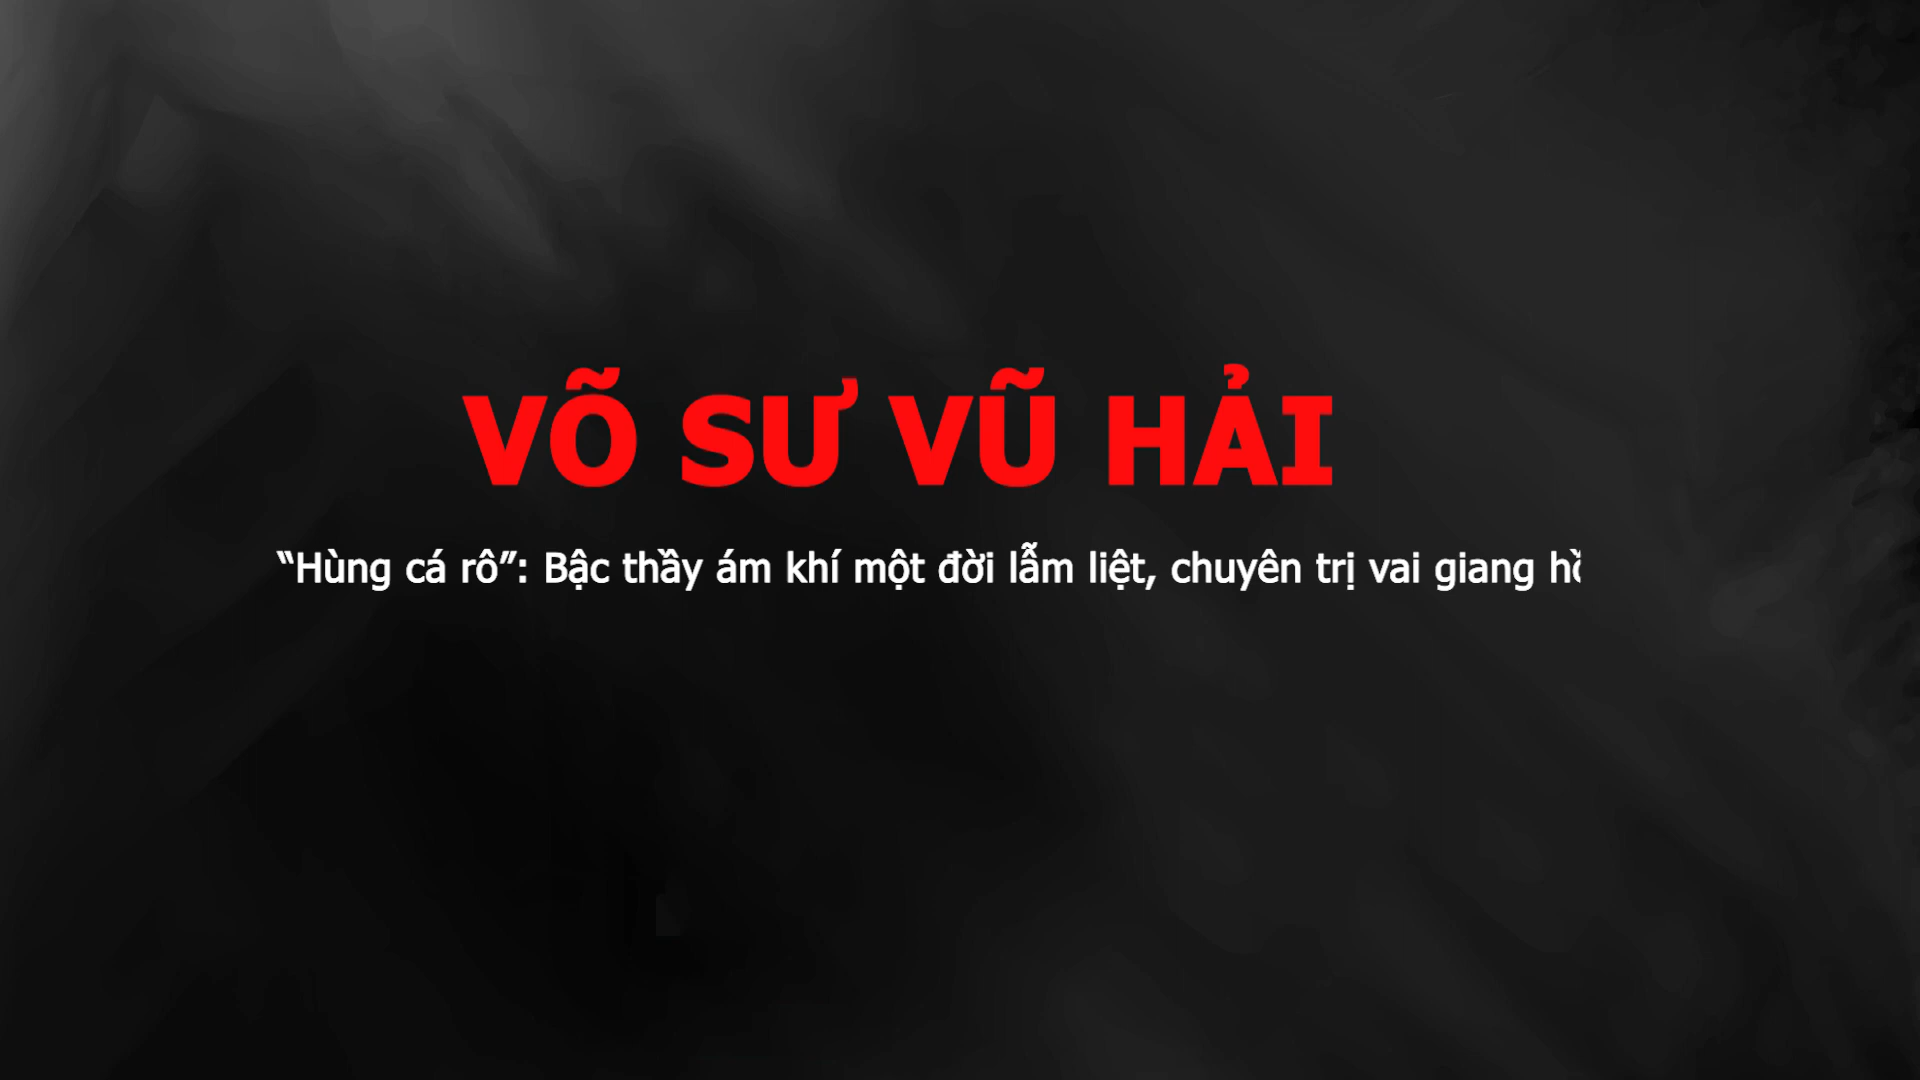 VÕ SƯ VŨ HẢI
“Hùng cá rô”: Bậc thầy ám khí một đời lẫm liệt, chuyên trị vai giang